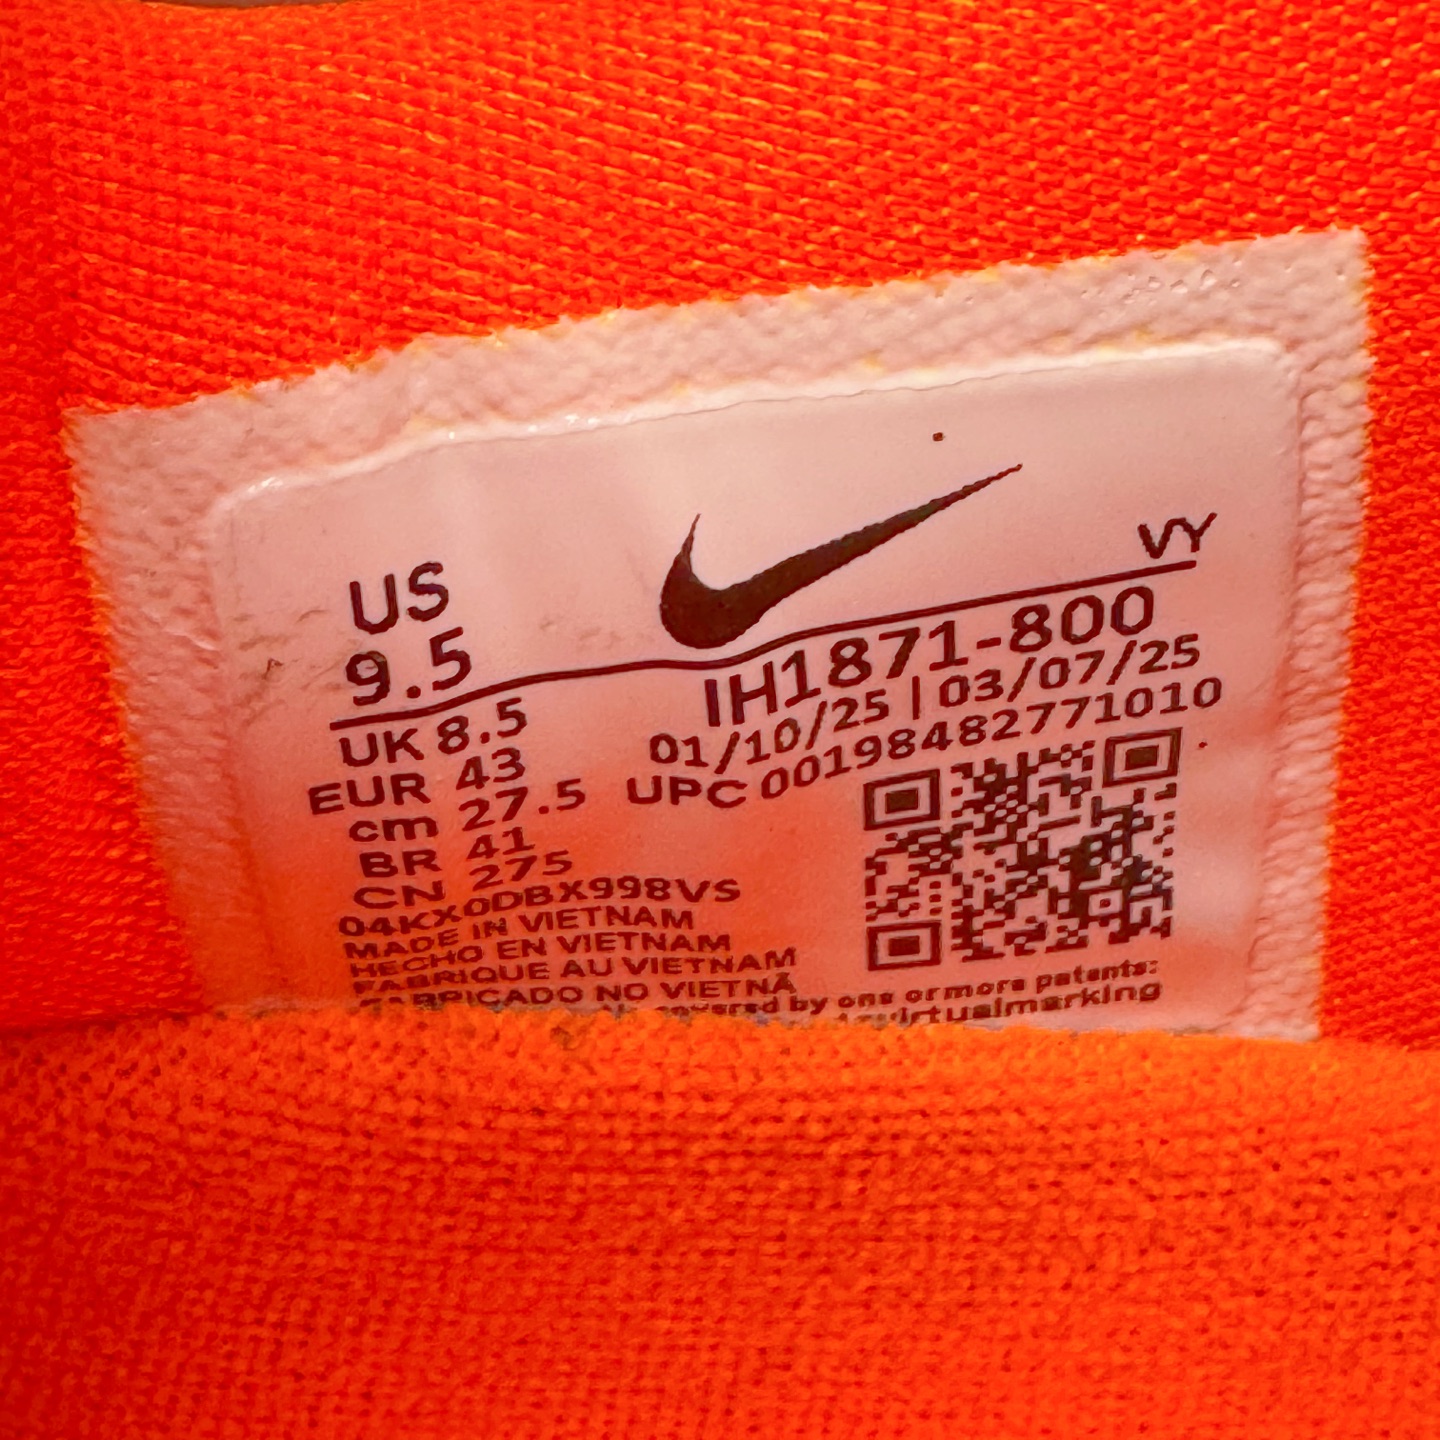 VY
US
9.5
IH1871-800
01/10/25 | 03/07/25
UPC 00198482771010
UK 8.5
EUR 43
cm 27.5
BR 41
CN 275
04KX0DBX998VS
MADE IN VIETNAM
HECHO EN VIETNAM
FABRIQUE AU VIETNAM
FABRICADO NO VIETNÃ
covered by one or more patents:
virtualmarking